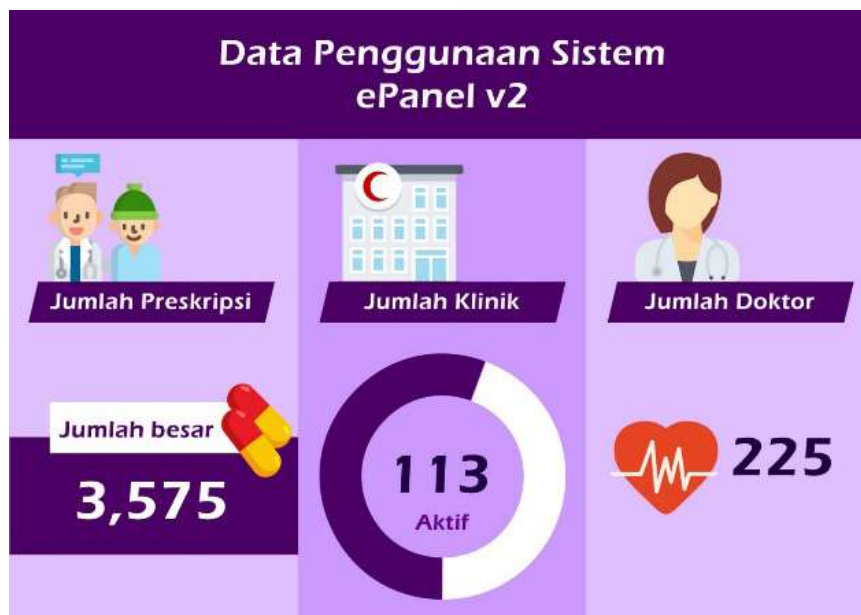 Data Penggunaan Sistem
ePanel v2
Jumlah Preskripsi
Jumlah Klinik
Jumlah Doktor
Jumlah besar
3,575
113
Aktif
225